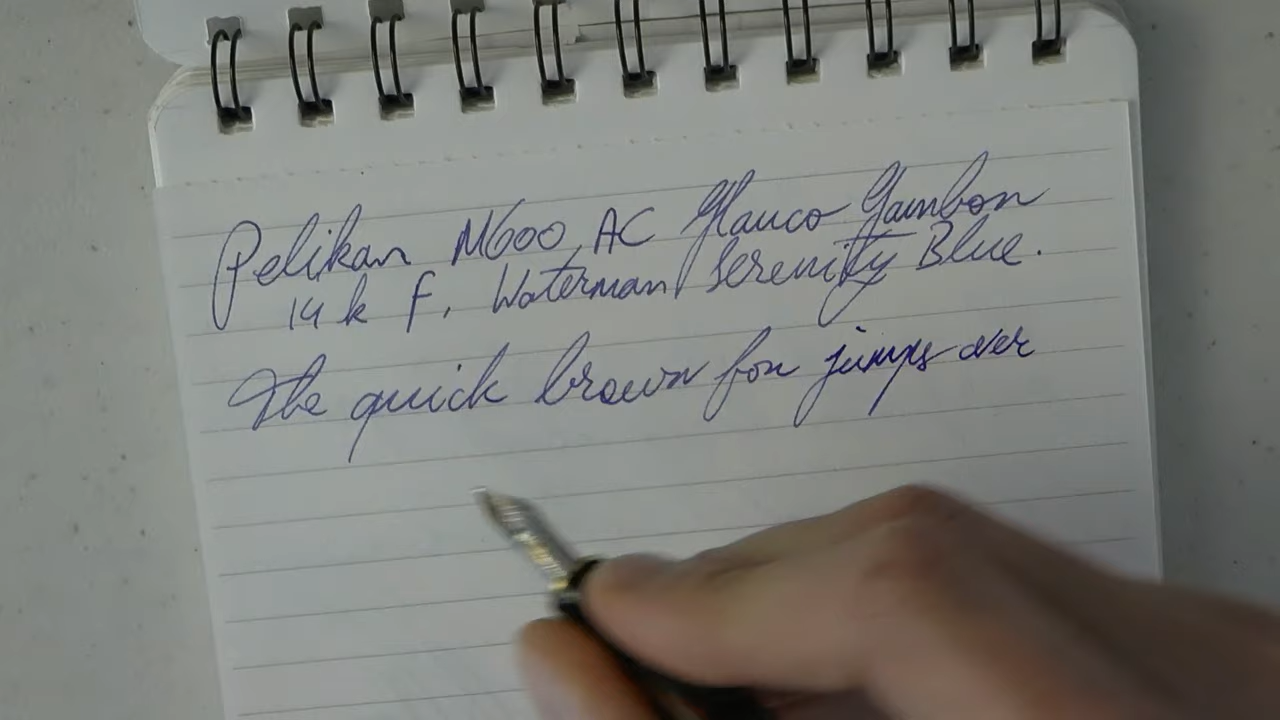 Pelikan M600, AC Glauco Gambon
14k F, Waterman Serenity Blue.
The quick brown fox jumps over